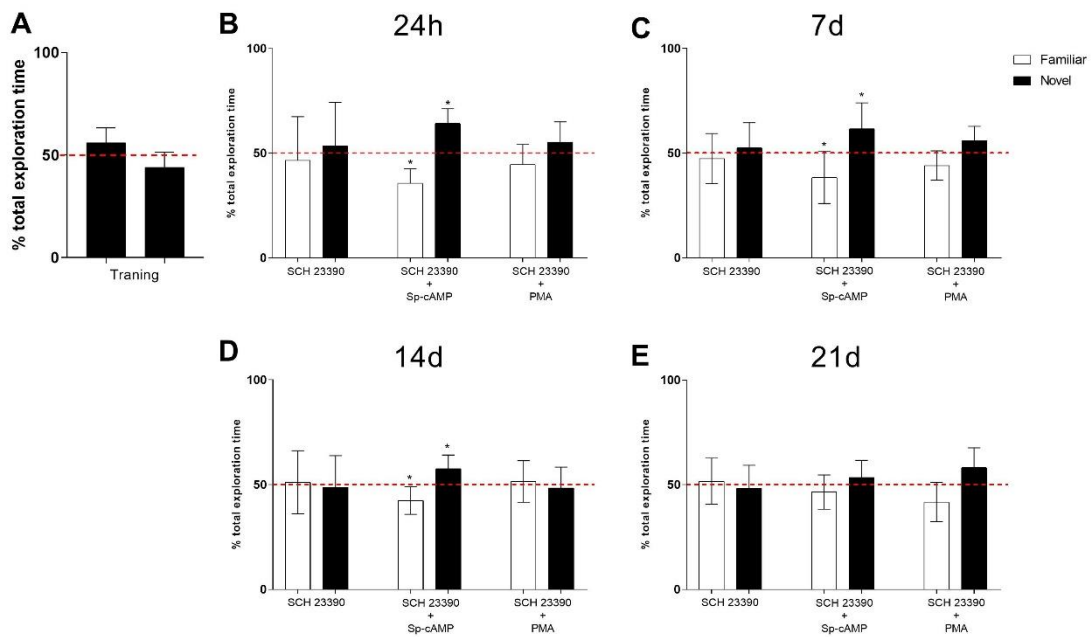 A
% total exploration time
100
50
0
Traning
B
24h
% total exploration time
100
50
0
*
*
SCH 23390
SCH 23390
+
Sp-cAMP
SCH 23390
+
PMA
C
7d
% total exploration time
100
50
0
*
*
SCH 23390
SCH 23390
+
Sp-cAMP
SCH 23390
+
PMA
Familiar
Novel
D
14d
% total exploration time
100
50
0
*
*
SCH 23390
SCH 23390
+
Sp-cAMP
SCH 23390
+
PMA
E
21d
% total exploration time
100
50
0
SCH 23390
SCH 23390
+
Sp-cAMP
SCH 23390
+
PMA